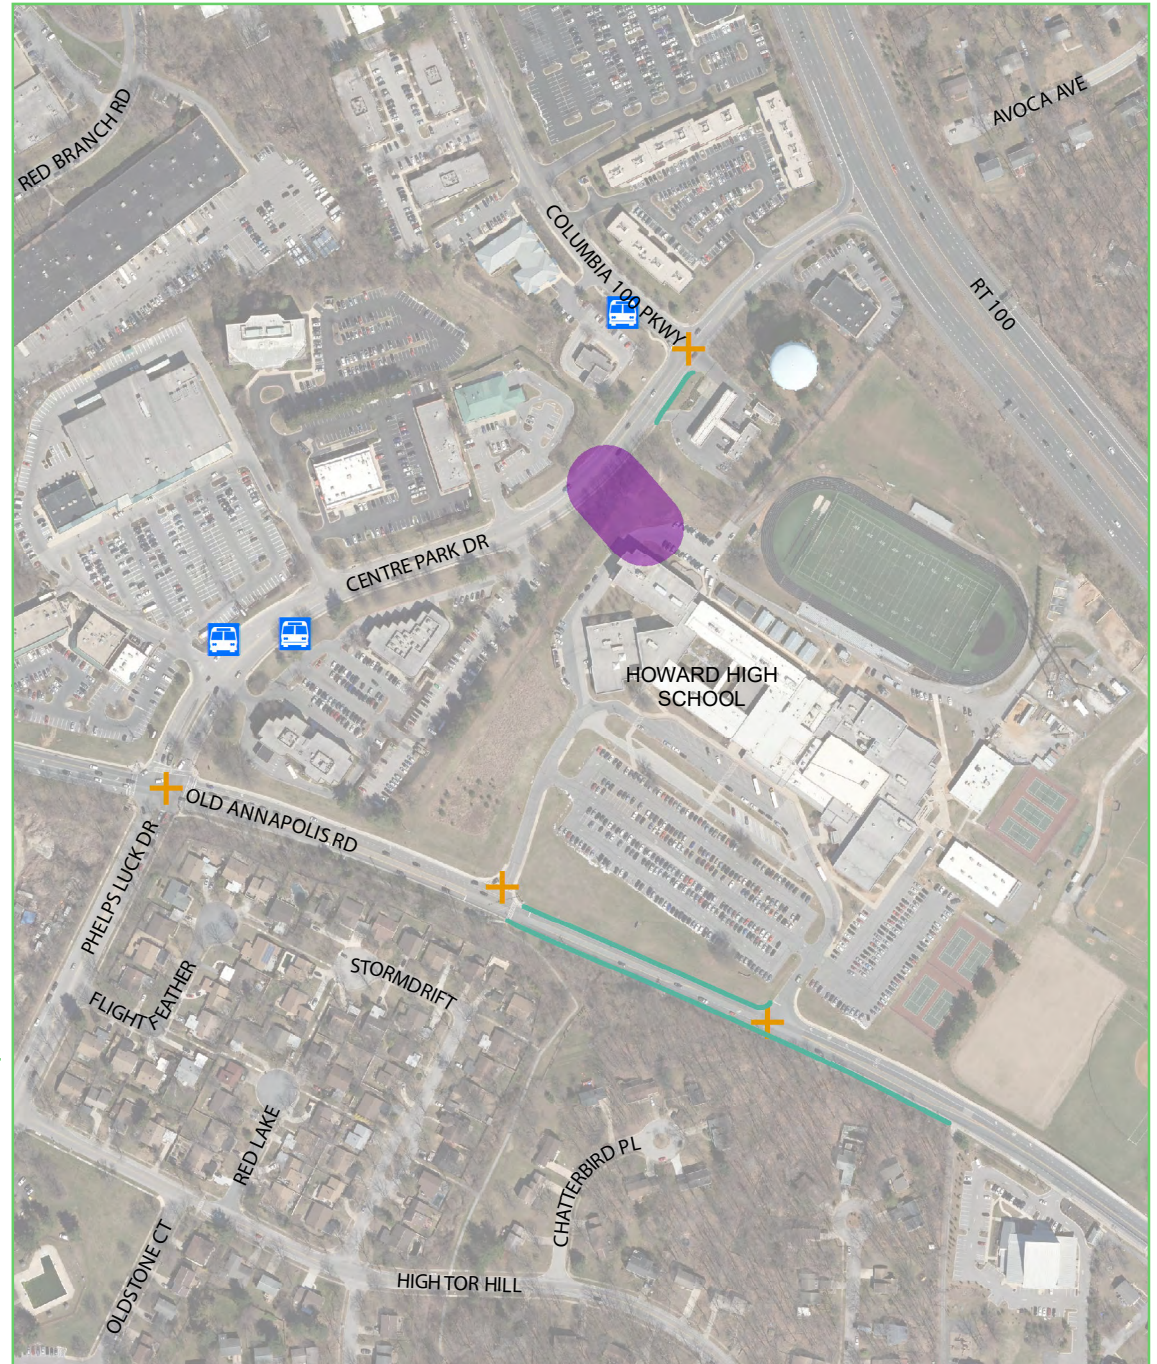 RED BRANCH RD
AVOCA AVE
COLUMBIA 100 PKWY
RT 100
CENTRE PARK DR
HOWARD HIGH
SCHOOL
OLD ANNAPOLIS RD
PHELPS LUCK DR
STORMDRIFT
FLIGHT FEATHER
RED LAKE
CHATTERBIRD PL
OLDSTONE CT
HIGH TOR HILL